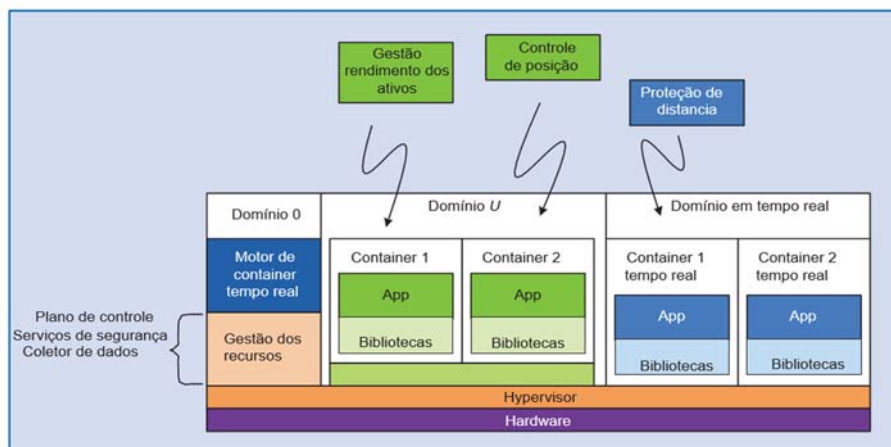 Gestão
rendimento dos
ativos
Controle
de posição
Proteção de
distancia
Domínio 0
Domínio U
Domínio em tempo real
Motor de
container
tempo real
Container 1
Container 2
Container 1
tempo real
Container 2
tempo real
App
App
App
App
Plano de controle
Serviços de segurança
Coletor de dados
Gestão dos
recursos
Bibliotecas
Bibliotecas
Bibliotecas
Bibliotecas
Hypervisor
Hardware